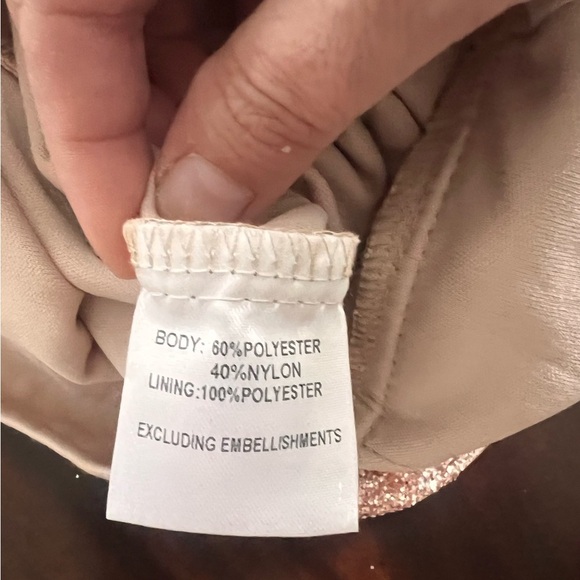 BODY: 60%POLYESTER
40%NYLON
LINING:100%POLYESTER
EXCLUDING EMBELLISHMENTS